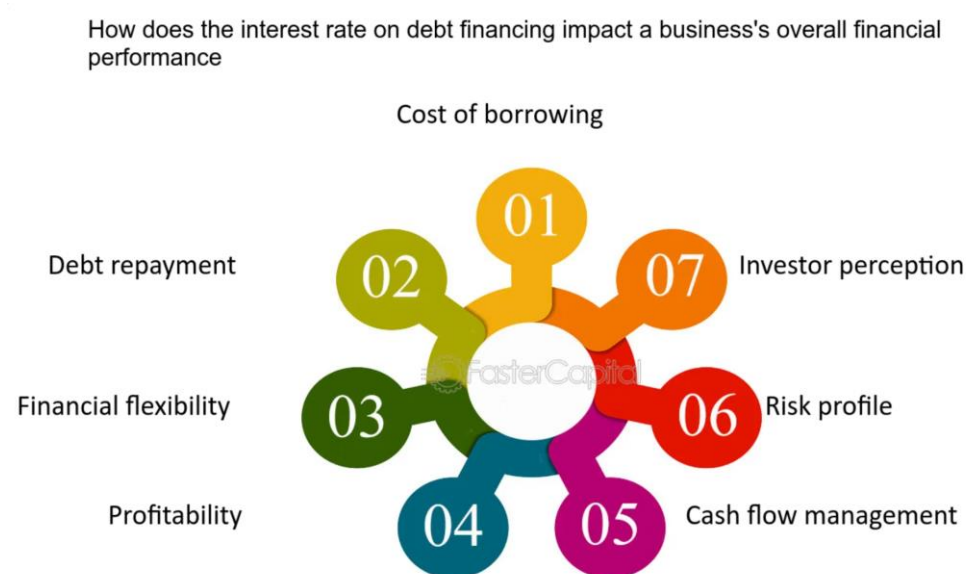 How does the interest rate on debt financing impact a business's overall financial
performance
Cost of borrowing
01
Debt repayment
02
07
Investor perception
FasterCapital
Financial flexibility
03
06
Risk profile
Profitability
04
05
Cash flow management